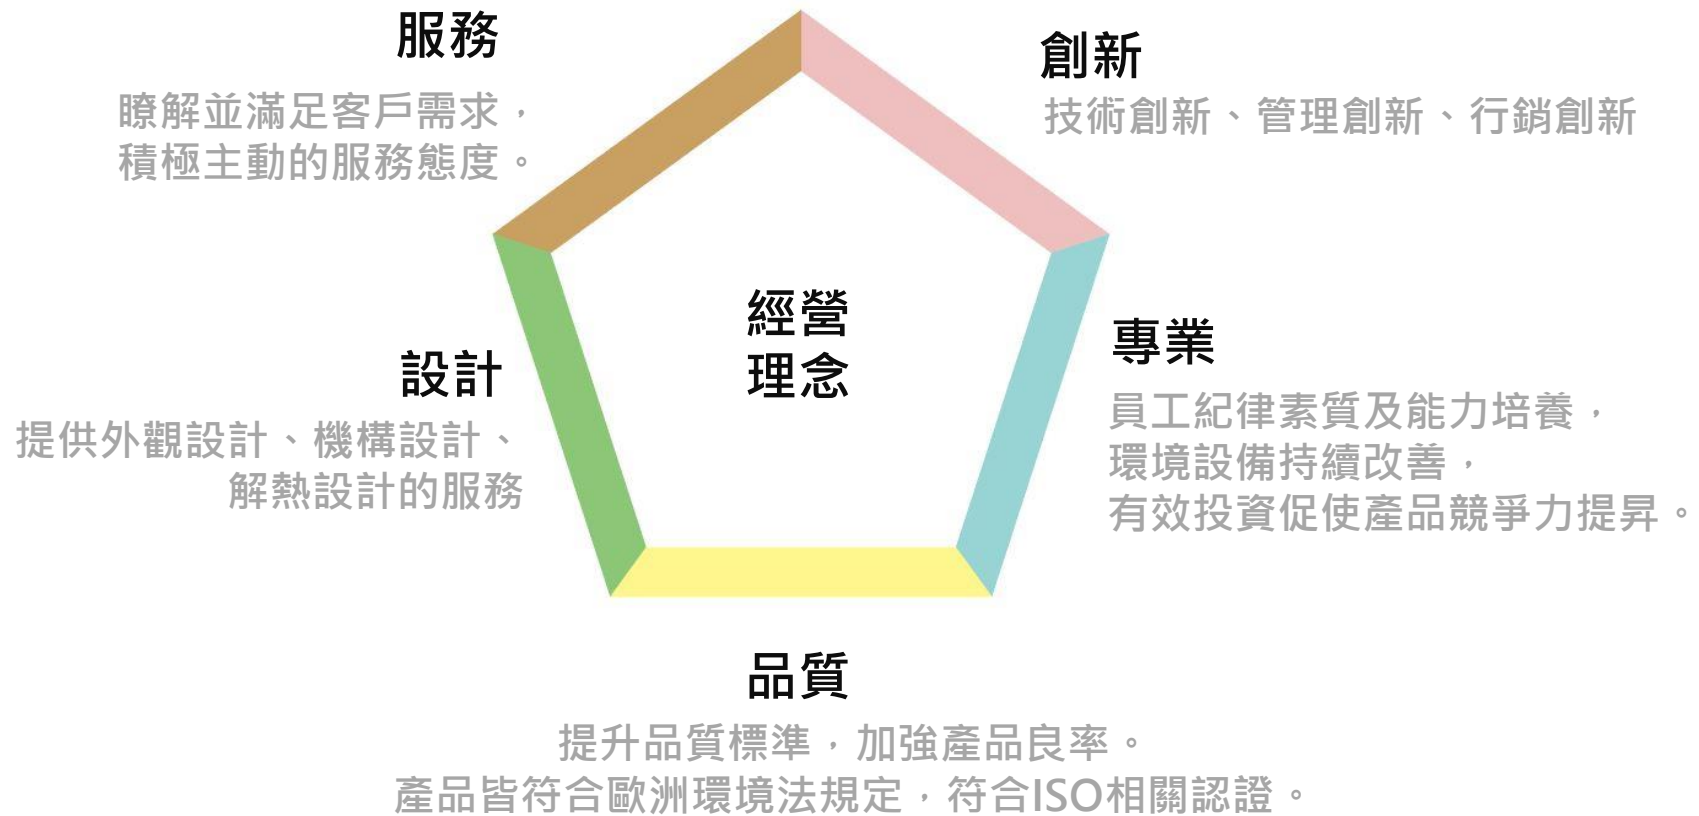 服務
瞭解並滿足客戶需求，
積極主動的服務態度。
創新
技術創新、管理創新、行銷創新
經營
理念
設計
提供外觀設計、機構設計、
解熱設計的服務
專業
員工紀律素質及能力培養，
環境設備持續改善，
有效投資促使產品競爭力提昇。
品質
提升品質標準，加強產品良率。
產品皆符合歐洲環境法規定，符合ISO相關認證。